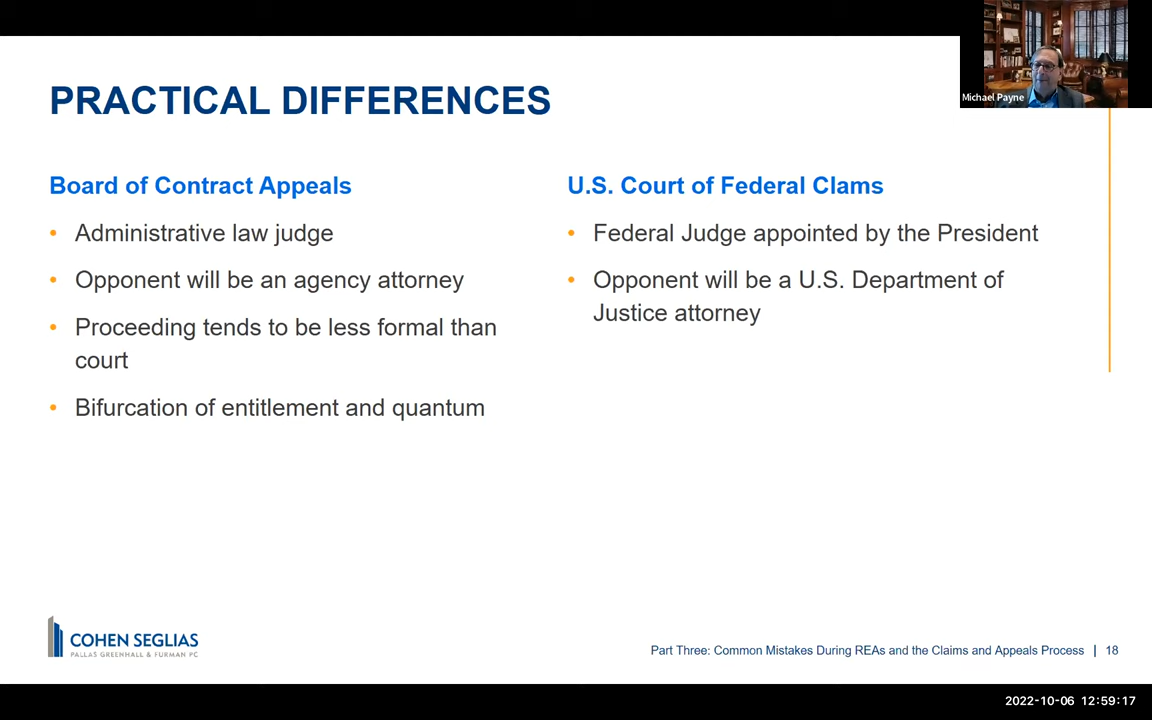 Michael Payne
PRACTICAL DIFFERENCES
Board of Contract Appeals
• Administrative law judge
• Opponent will be an agency attorney
• Proceeding tends to be less formal than
court
• Bifurcation of entitlement and quantum
U.S. Court of Federal Clams
• Federal Judge appointed by the President
• Opponent will be a U.S. Department of
Justice attorney
COHEN SEGLIAS
PALLAS GREENHALL & FURMAN PC
Part Three: Common Mistakes During REAs and the Claims and Appeals Process | 18
2022-10-06 12:59:17